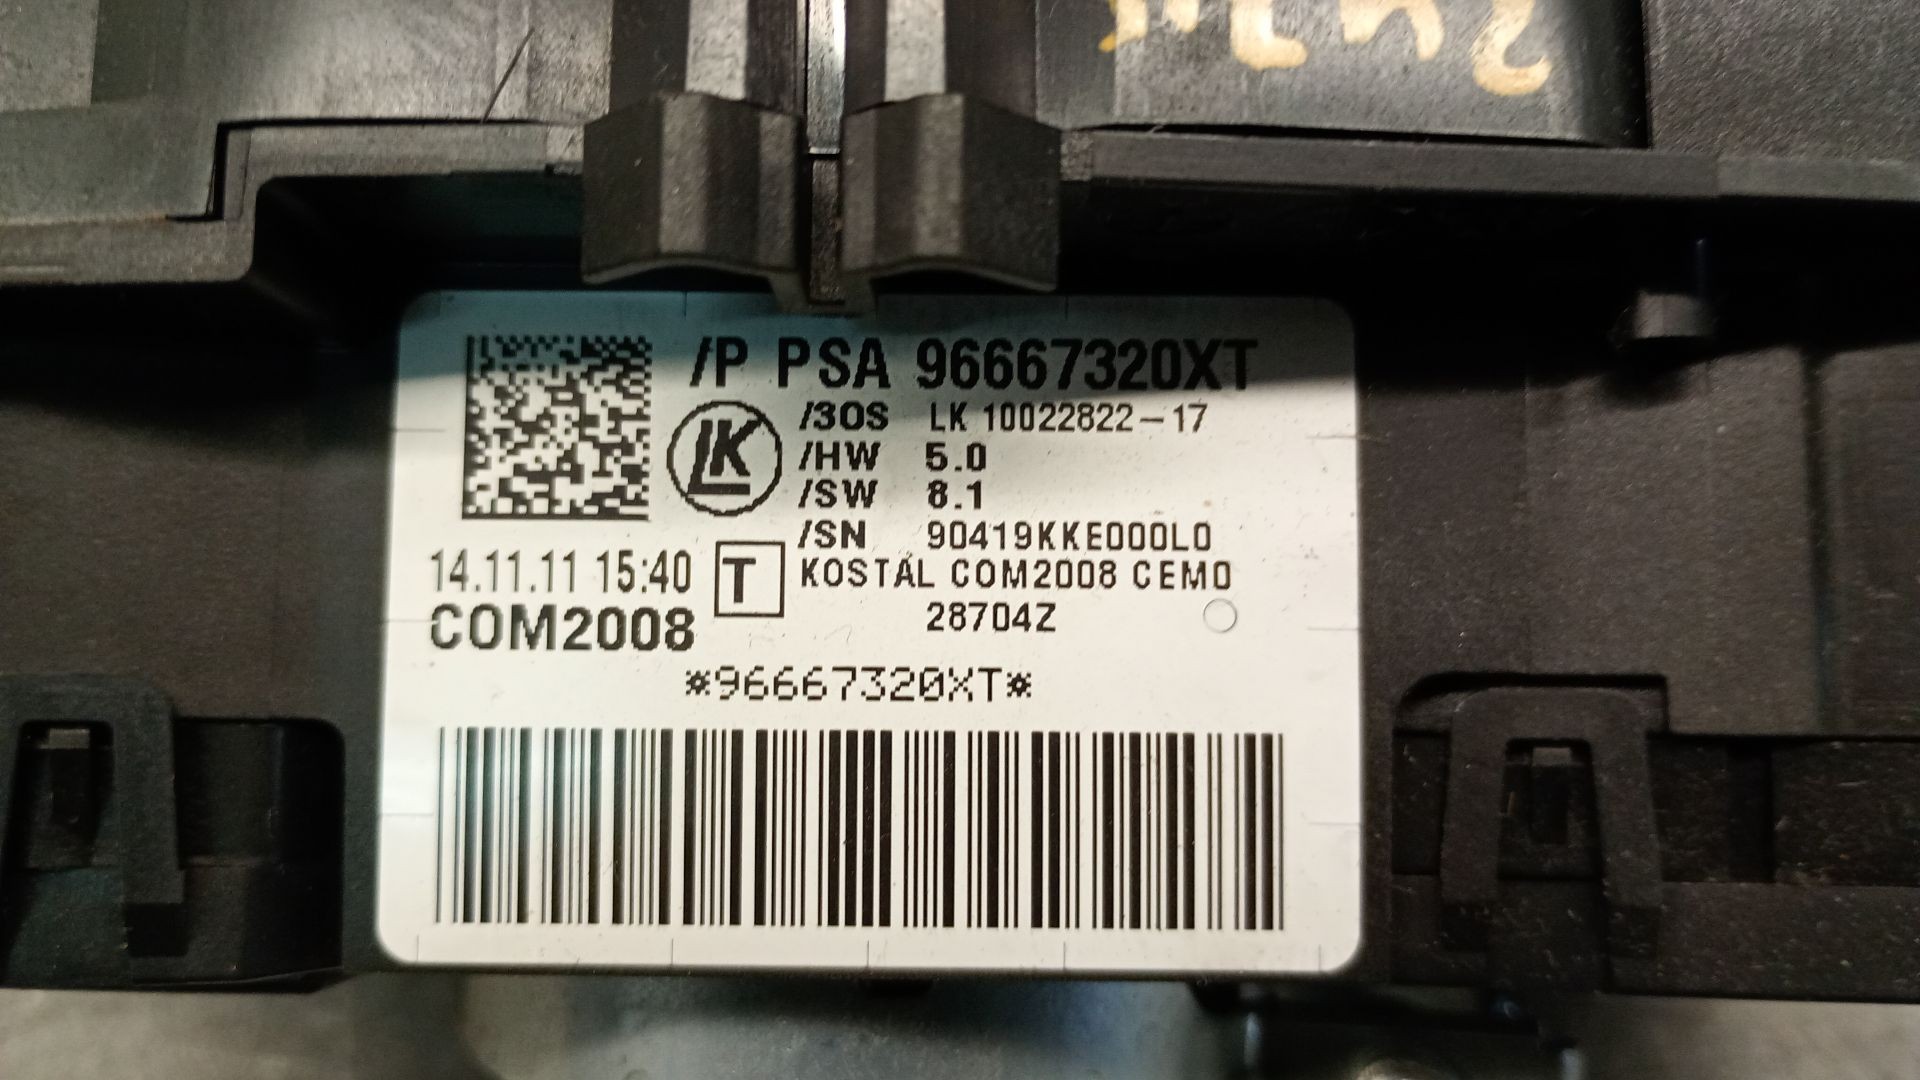 /P PSA 96667320XT
/3OS LK 10022822-17
LK
/HW 5.0
/SW 8.1
/SN 90419KKE000L0
14.11.11 15:40
T
KOSTAL COM2008 CEM0
COM2008
28704Z
*96667320XT*